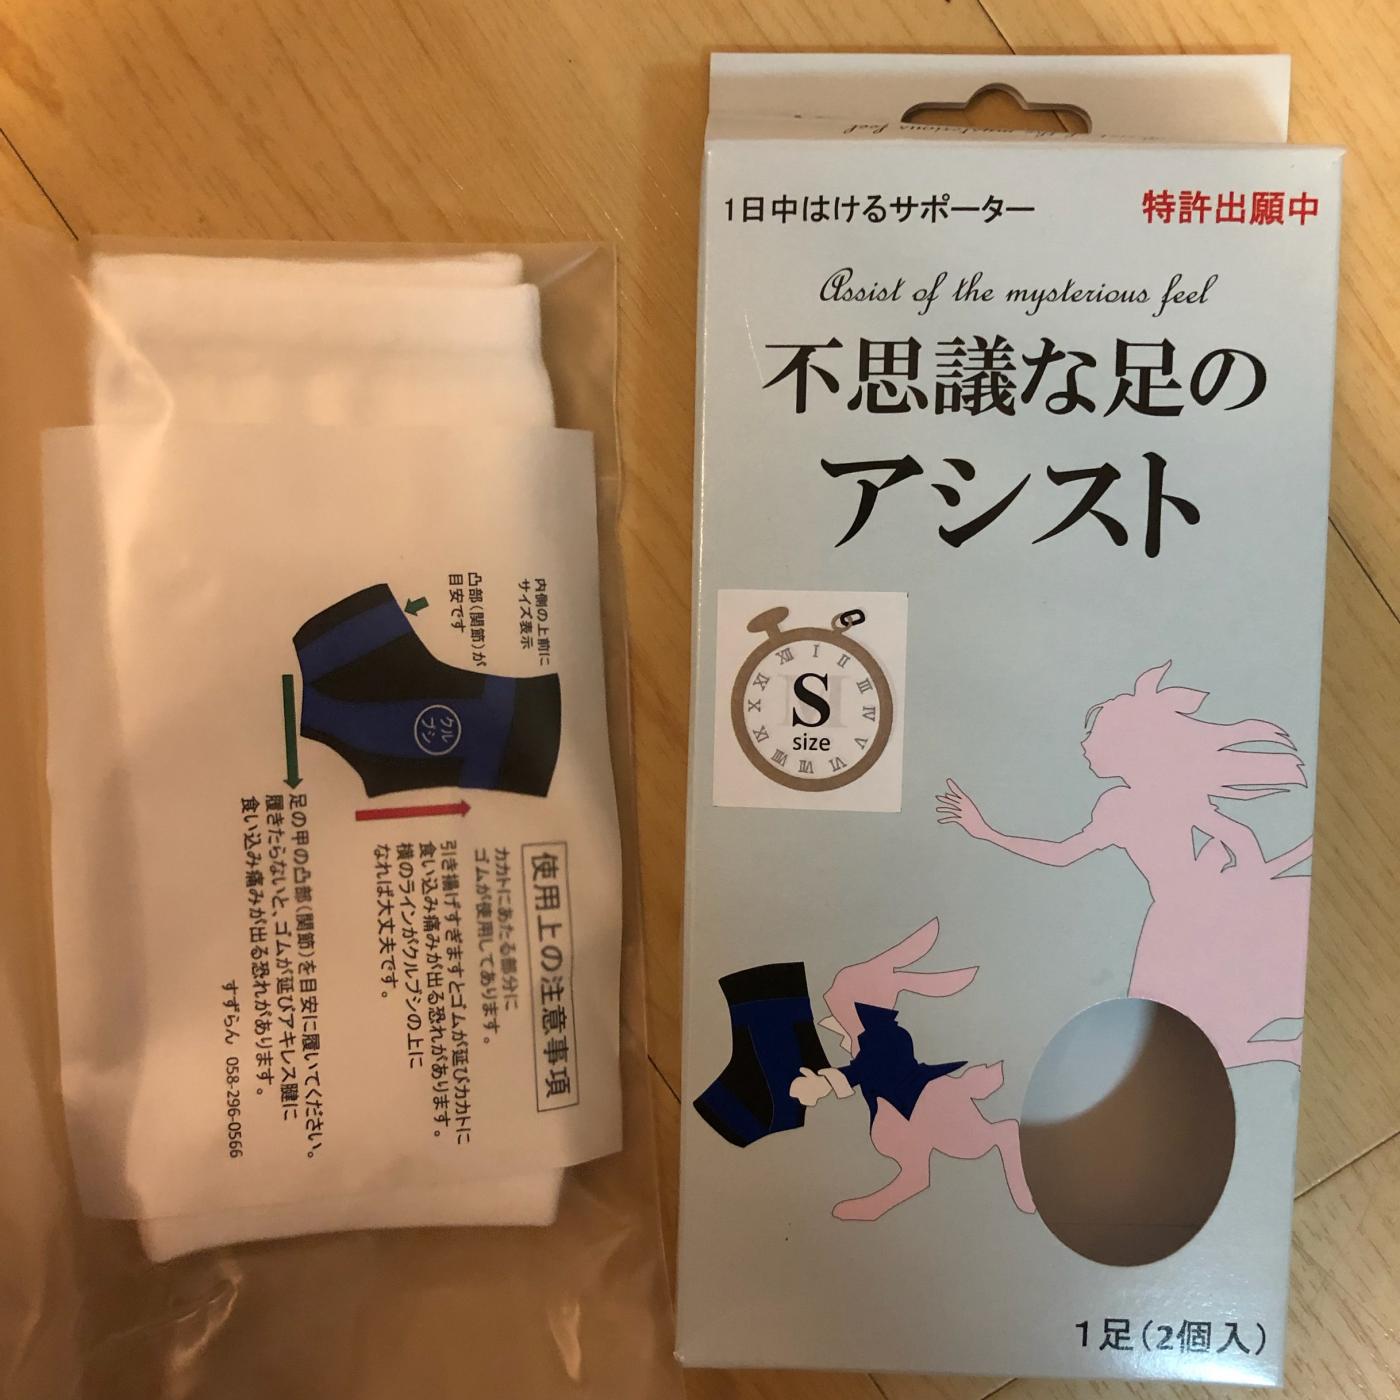 1日中はけるサポーター
特許出願中
Assist of the mysterious feel
不思議な足の
アシスト
S
size
I
II
III
IV
V
VI
VII
VIII
IX
X
XI
XII
1足(2個入)
使用上の注意事項
カカトにあたる部分に
ゴムが使用してあります。
引き揚げすぎますとゴムが延びカカトに
食い込み痛みが出る恐れがあります。
横のラインがクルブシの上に
なれば大丈夫です。
内側の上前に
サイズ表示
凸部(関節)が
目安です
クル
ブシ
足の甲の凸部(関節)を目安に履いてください。
履きたらないと、ゴムが延びアキレス腱に
食い込み痛みが出る恐れがあります。
すずらん 058-296-0566